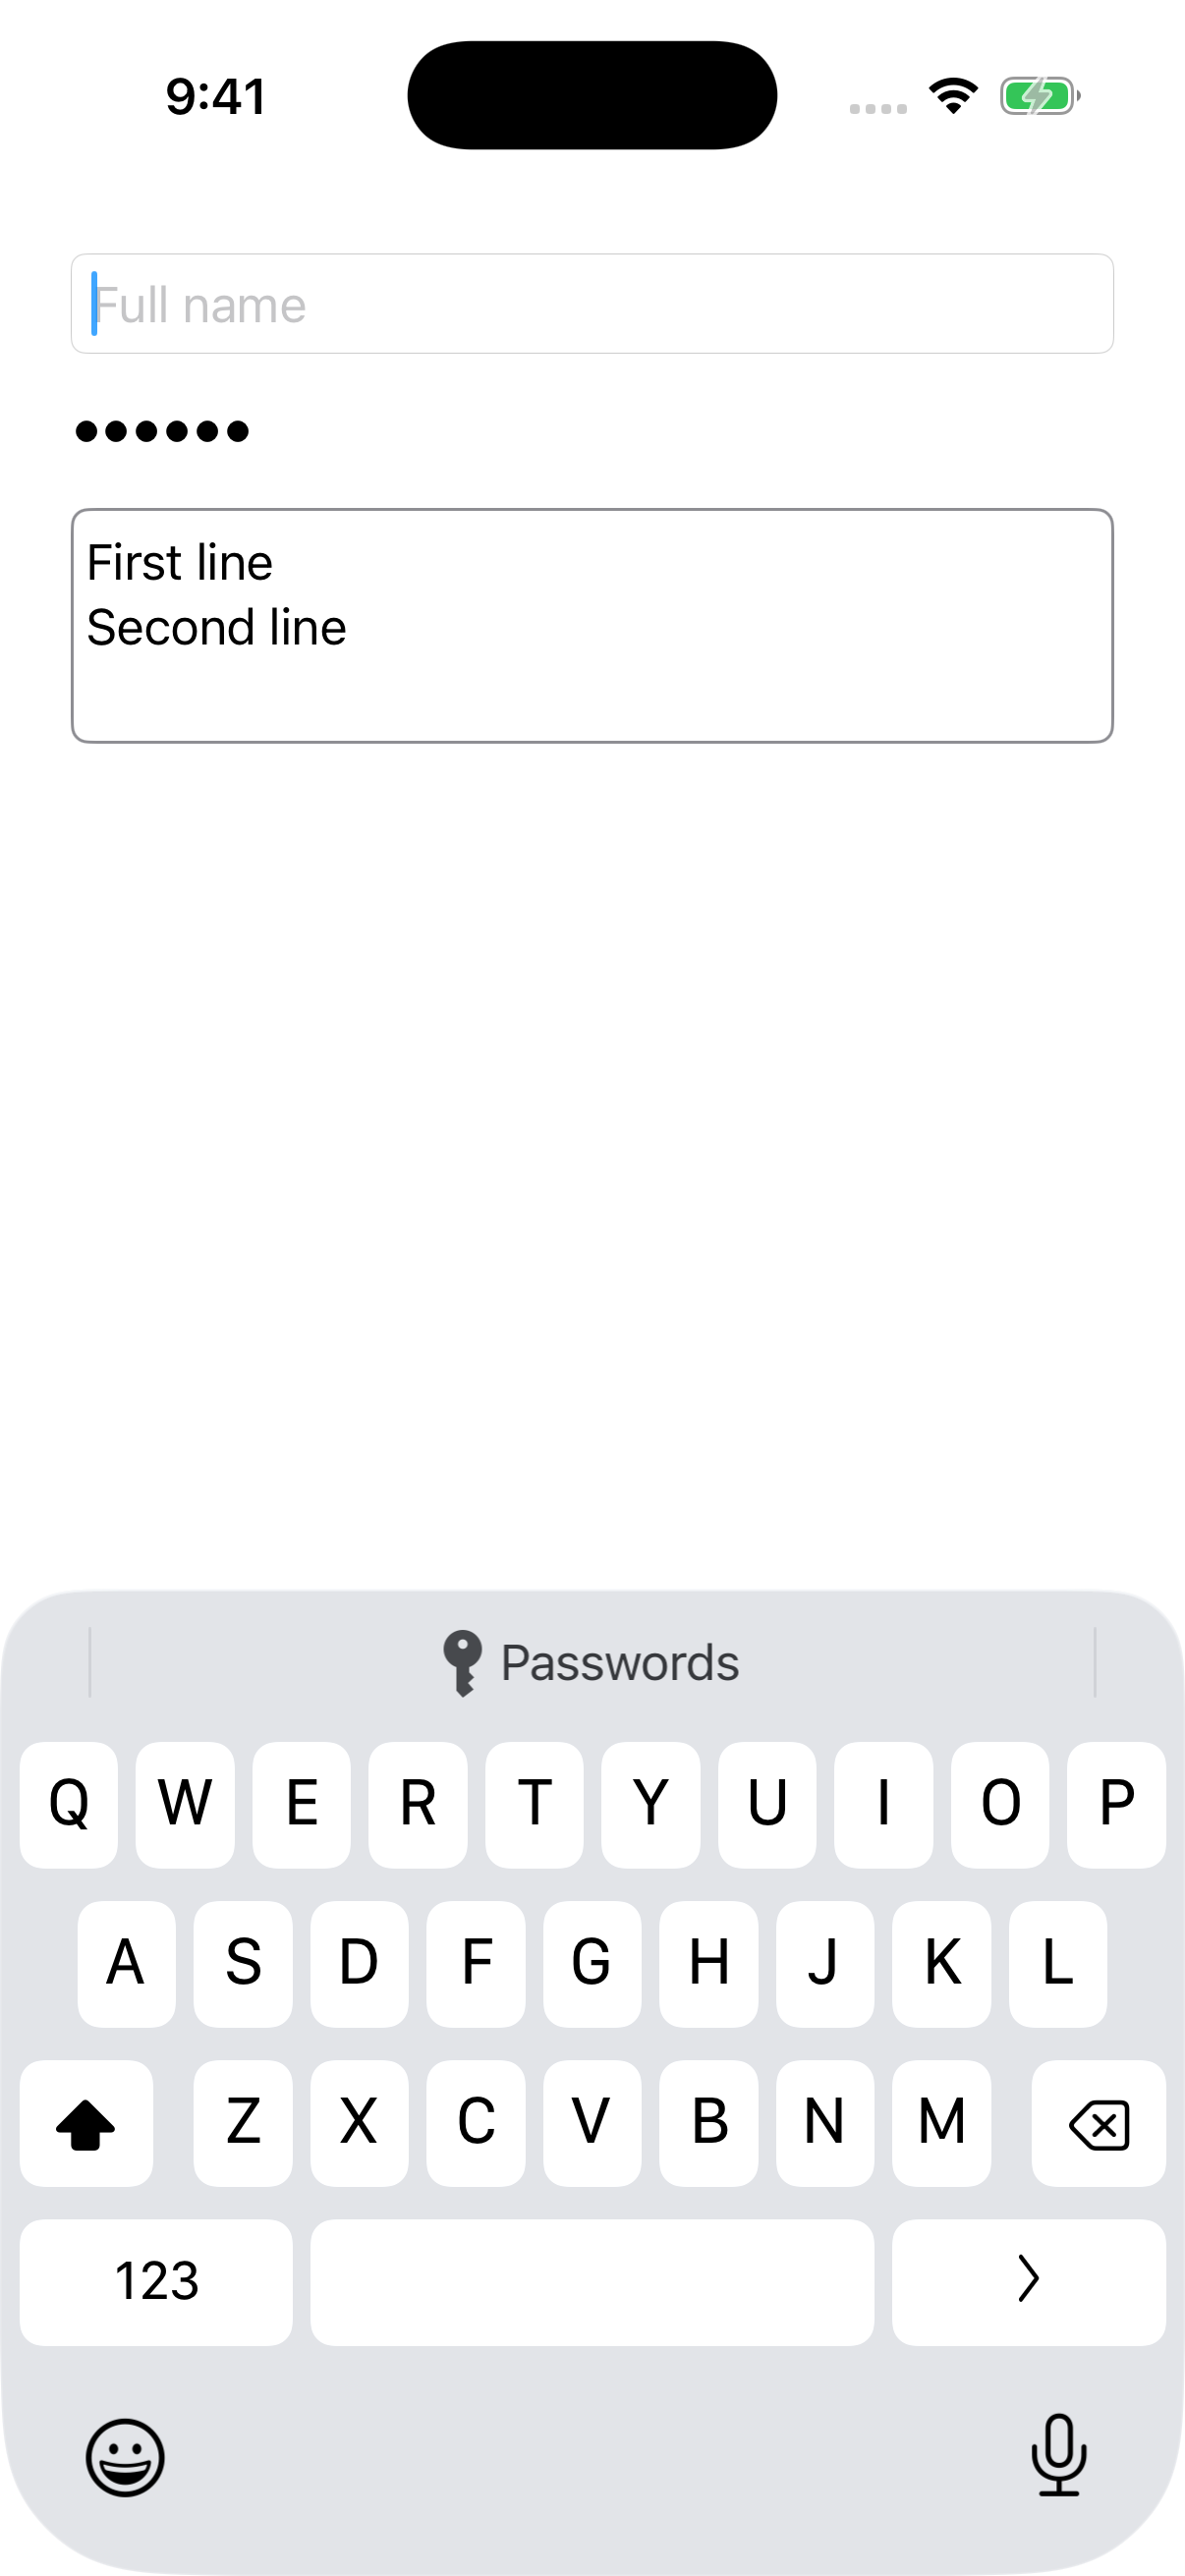 9:41
Full name
••••••
First line
Second line
Passwords
Q W E R T Y U I O P
A S D F G H J K L
Z X C V B N M
123